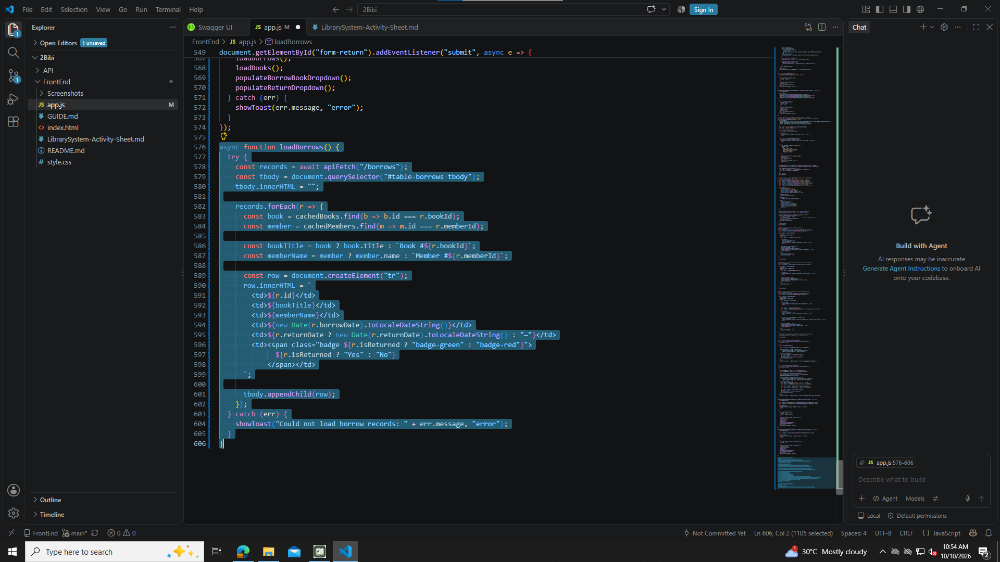 File Edit Selection View Go Run Terminal Help
2Bibi
Sign In
Explorer
Open Editors 1 unsaved
2Bibi
API
FrontEnd
Screenshots
JS app.js M
GUIDE.md
<> index.html
LibrarySystem-Activity-Sheet.md
README.md
# style.css
Outline
Timeline
Swagger UI
JS app.js M
LibrarySystem-Activity-Sheet.md
FrontEnd > JS app.js > loadBorrows
549 document.getElementById("form-return").addEventListener("submit", async e => {
567 loadBorrows();
568 loadBooks();
569 populateBorrowBookDropdown();
570 populateReturnDropdown();
571 } catch (err) {
572 showToast(err.message, "error");
573 }
574 });
575
576 async function loadBorrows() {
577 try {
578 const records = await apiFetch("/borrows");
579 const tbody = document.querySelector("#table-borrows tbody");
580 tbody.innerHTML = "";
581
582 records.forEach(r => {
583 const book = cachedBooks.find(b => b.id === r.bookId);
584 const member = cachedMembers.find(m => m.id === r.memberId);
585
586 const bookTitle = book ? book.title : `Book #${r.bookId}`;
587 const memberName = member ? member.name : `Member #${r.memberId}`;
588
589 const row = document.createElement("tr");
590 row.innerHTML = `
591 <td>${r.id}</td>
592 <td>${bookTitle}</td>
593 <td>${memberName}</td>
594 <td>${new Date(r.borrowDate).toLocaleDateString()}</td>
595 <td>${r.returnDate ? new Date(r.returnDate).toLocaleDateString() : "—"}</td>
596 <td><span class="badge ${r.isReturned ? "badge-green" : "badge-red"}">
597 ${r.isReturned ? "Yes" : "No"}
598 </span></td>
599 `;
600
601 tbody.appendChild(row);
602 });
603 } catch (err) {
604 showToast("Could not load borrow records: " + err.message, "error");
605 }
606 }
Chat
Build with Agent
AI responses may be inaccurate
Generate Agent Instructions to onboard AI
onto your codebase.
JS app.js:576-606
Describe what to build
Agent Models
Local Default permissions
FrontEnd main* 0 0
Not Committed Yet Ln 606, Col 2 (1105 selected) Spaces: 4 UTF-8 CRLF { } JavaScript
Type here to search
1 30°C Mostly cloudy
10:54 AM
10/10/2026
2